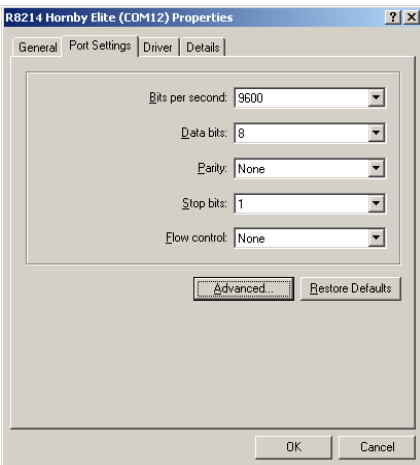 R8214 Hornby Elite (COM12) Properties
General Port Settings Driver Details
Bits per second: 9600
Data bits: 8
Parity: None
Stop bits: 1
Flow control: None
Advanced... Restore Defaults
OK Cancel